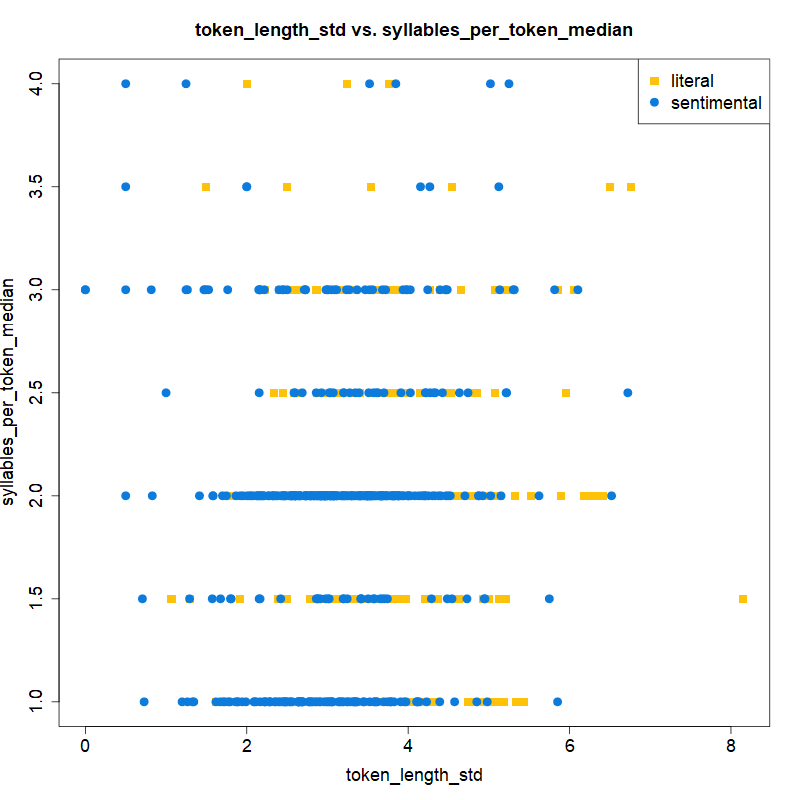 token_length_std vs. syllables_per_token_median
literal
sentimental
syllables_per_token_median
4.0
3.5
3.0
2.5
2.0
1.5
1.0
0 2 4 6 8
token_length_std